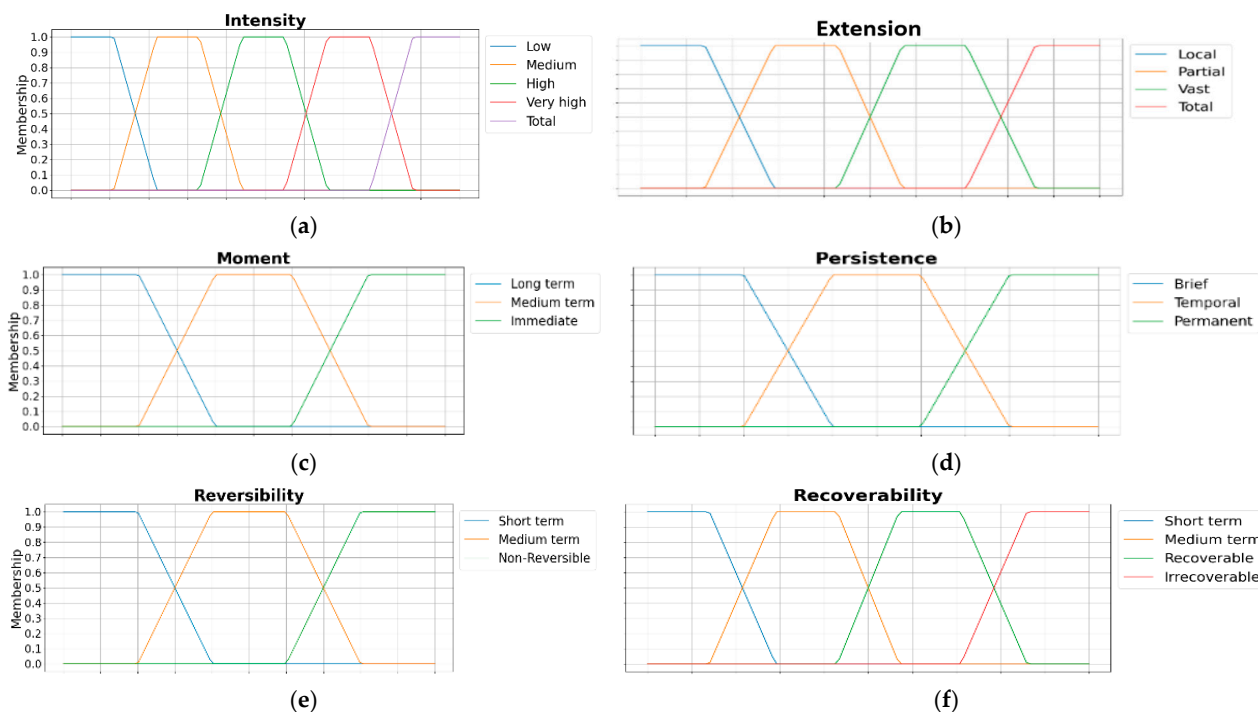 Intensity
Membership
1.0
0.9
0.8
0.7
0.6
0.5
0.4
0.3
0.2
0.1
0.0
Low
Medium
High
Very high
Total
(a)
Extension
Local
Partial
Vast
Total
(b)
Moment
Membership
1.0
0.9
0.8
0.7
0.6
0.5
0.4
0.3
0.2
0.1
0.0
Long term
Medium term
Immediate
(c)
Persistence
Brief
Temporal
Permanent
(d)
Reversibility
Membership
1.0
0.9
0.8
0.7
0.6
0.5
0.4
0.3
0.2
0.1
0.0
Short term
Medium term
Non-Reversible
(e)
Recoverability
Short term
Medium term
Recoverable
Irrecoverable
(f)